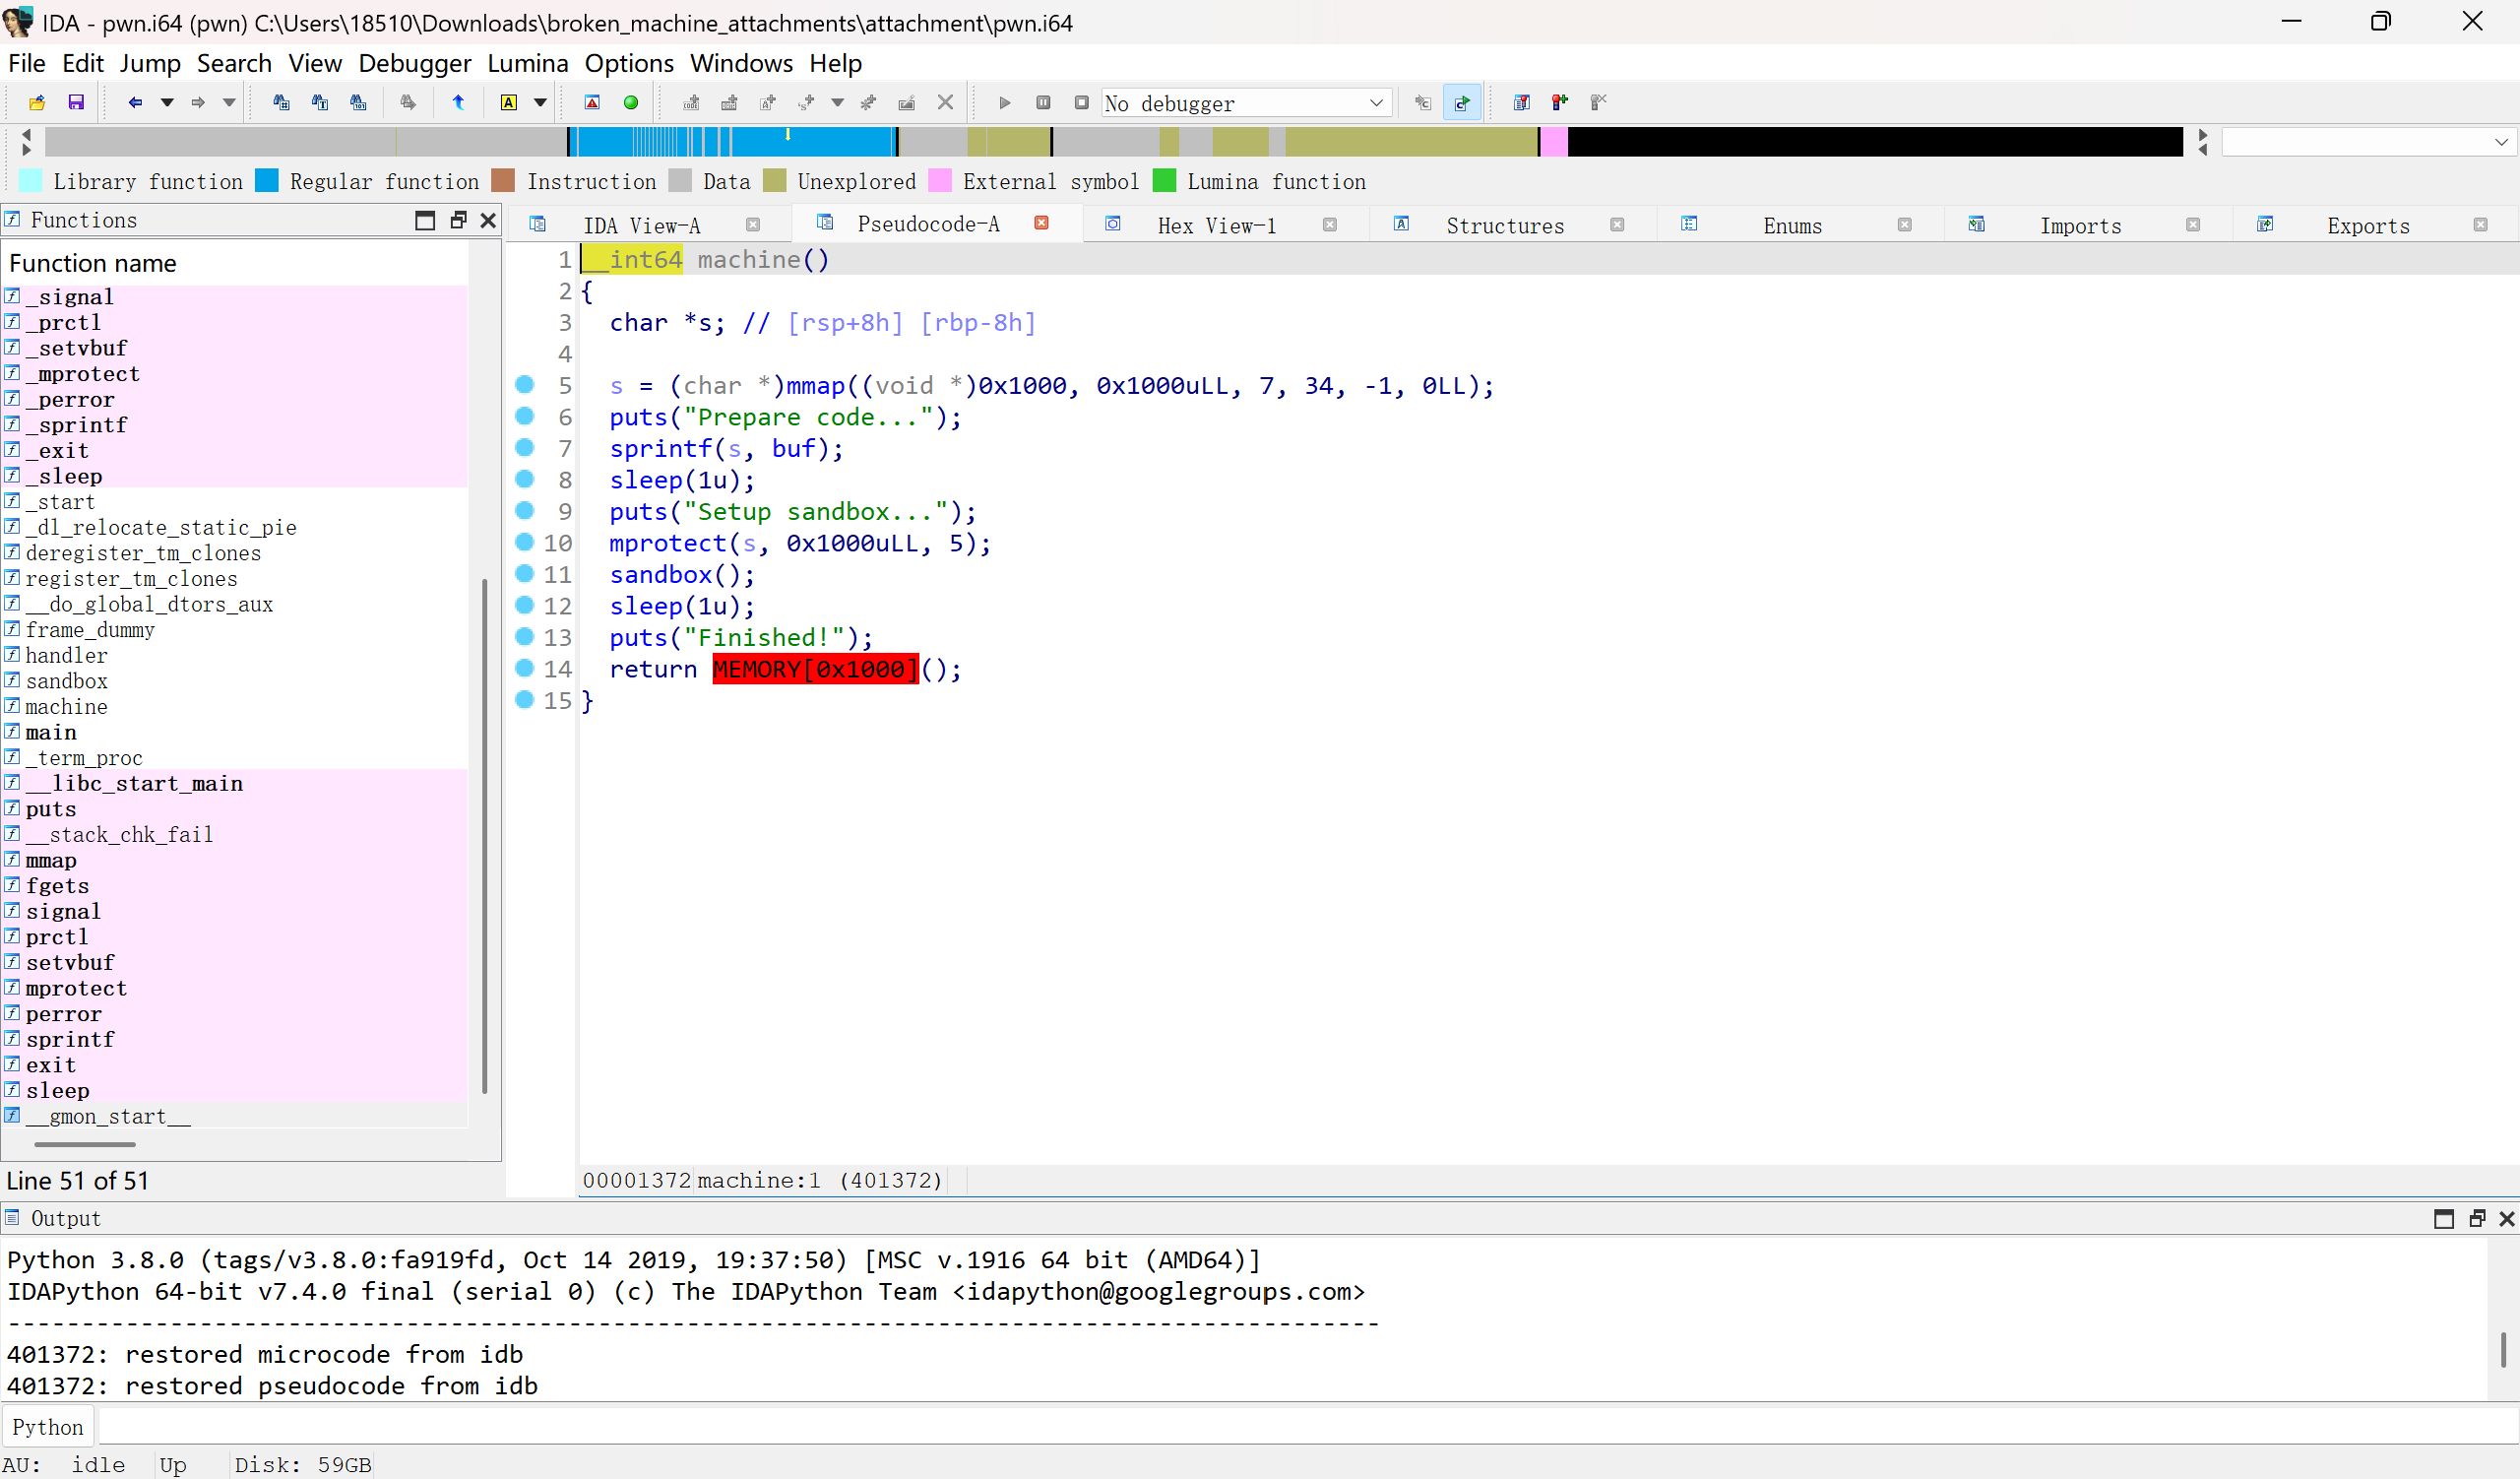 IDA - pwn.i64 (pwn) C:\Users\18510\Downloads\broken_machine_attachments\attachment\pwn.i64
File Edit Jump Search View Debugger Lumina Options Windows Help
No debugger
Library function Regular function Instruction Data Unexplored External symbol Lumina function
Functions
Function name
_signal
_prctl
_setvbuf
_mprotect
_perror
_sprintf
_exit
_sleep
_start
_dl_relocate_static_pie
deregister_tm_clones
register_tm_clones
__do_global_dtors_aux
frame_dummy
handler
sandbox
machine
main
_term_proc
__libc_start_main
puts
__stack_chk_fail
mmap
fgets
signal
prctl
setvbuf
mprotect
perror
sprintf
exit
sleep
__gmon_start__
Line 51 of 51
IDA View-A Pseudocode-A Hex View-1 Structures Enums Imports Exports
1 __int64 machine()
2 {
3 char *s; // [rsp+8h] [rbp-8h]
4
5 s = (char *)mmap((void *)0x1000, 0x1000uLL, 7, 34, -1, 0LL);
6 puts("Prepare code...");
7 sprintf(s, buf);
8 sleep(1u);
9 puts("Setup sandbox...");
10 mprotect(s, 0x1000uLL, 5);
11 sandbox();
12 sleep(1u);
13 puts("Finished!");
14 return MEMORY[0x1000]();
15 }
00001372 machine:1 (401372)
Output
Python 3.8.0 (tags/v3.8.0:fa919fd, Oct 14 2019, 19:37:50) [MSC v.1916 64 bit (AMD64)]
IDAPython 64-bit v7.4.0 final (serial 0) (c) The IDAPython Team <idapython@googlegroups.com>
---------------------------------------------------------------------------------------------
401372: restored microcode from idb
401372: restored pseudocode from idb
Python
AU: idle Up Disk: 59GB